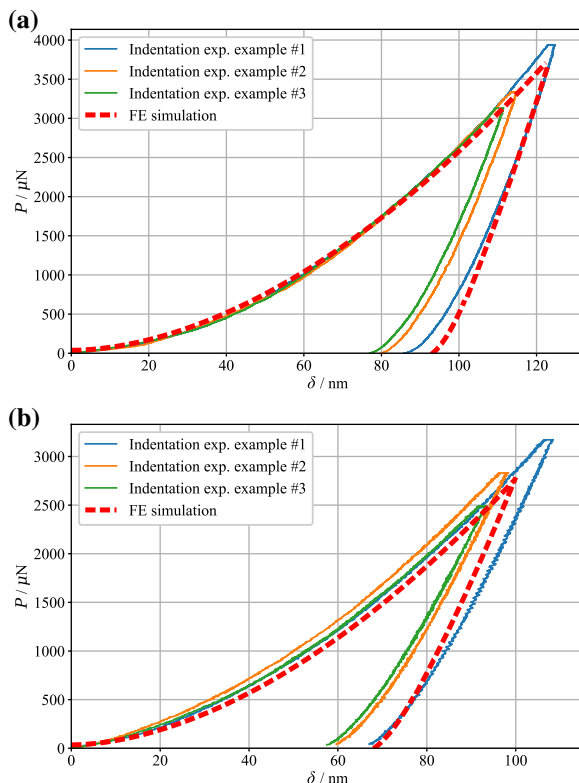 (a)
4000
3500
3000
2500
2000
1500
1000
500
0
P / µN
Indentation exp. example #1
Indentation exp. example #2
Indentation exp. example #3
FE simulation
0 20 40 60 80 100 120
δ / nm
(b)
3000
2500
2000
1500
1000
500
0
P / µN
Indentation exp. example #1
Indentation exp. example #2
Indentation exp. example #3
FE simulation
0 20 40 60 80 100
δ / nm